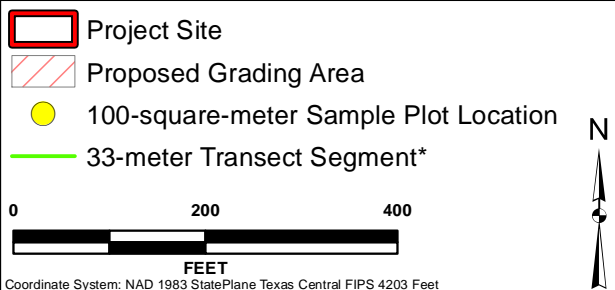 Project Site
Proposed Grading Area
100-square-meter Sample Plot Location
N
33-meter Transect Segment*
0 200 400
FEET
Coordinate System: NAD 1983 StatePlane Texas Central FIPS 4203 Feet